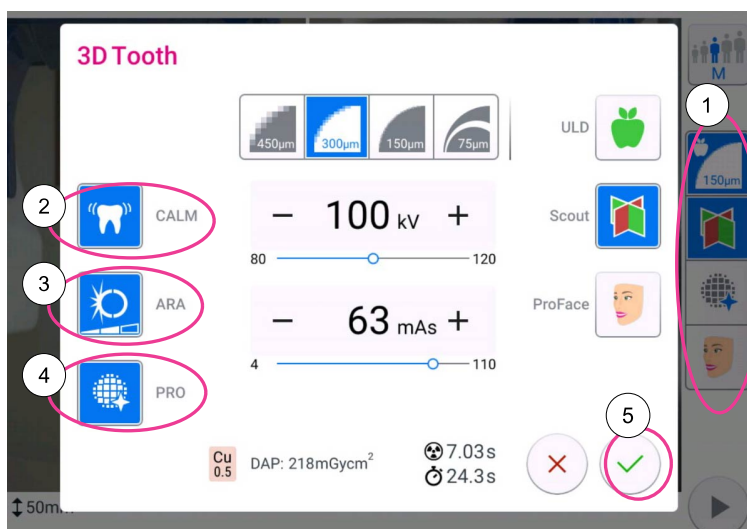 3D Tooth
M
1
450µm
300µm
150µm
75µm
ULD
150µm
2
CALM
− 100 kV +
Scout
80
120
3
ARA
− 63 mAs +
ProFace
4
110
4
PRO
5
Cu
0.5
DAP: 218mGycm²
7.03s
24.3s
50m